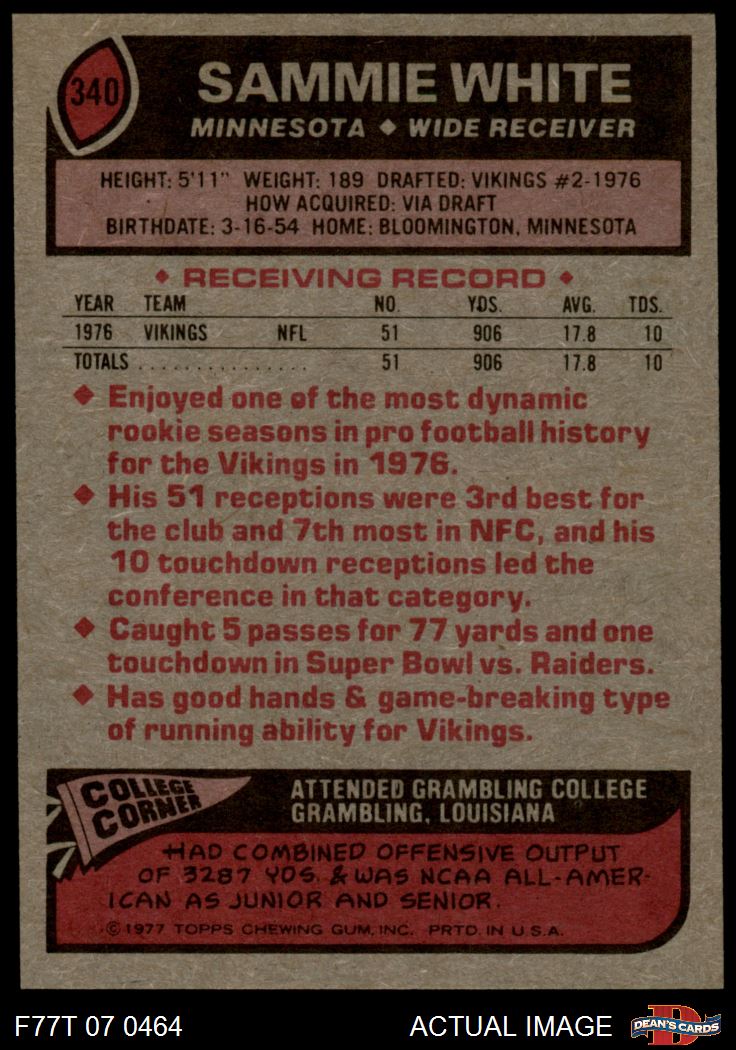 340
SAMMIE WHITE
MINNESOTA ◆ WIDE RECEIVER
HEIGHT: 5'11" WEIGHT: 189 DRAFTED: VIKINGS #2-1976
HOW ACQUIRED: VIA DRAFT
BIRTHDATE: 3-16-54 HOME: BLOOMINGTON, MINNESOTA
◆ RECEIVING RECORD ◆
YEAR TEAM NO. YDS. AVG. TDS.
1976 VIKINGS NFL 51 906 17.8 10
TOTALS . . . . . . . . . . . . . . . 51 906 17.8 10
◆ Enjoyed one of the most dynamic
rookie seasons in pro football history
for the Vikings in 1976.
◆ His 51 receptions were 3rd best for
the club and 7th most in NFC, and his
10 touchdown receptions led the
conference in that category.
◆ Caught 5 passes for 77 yards and one
touchdown in Super Bowl vs. Raiders.
◆ Has good hands & game-breaking type
of running ability for Vikings.
COLLEGE
CORNER
ATTENDED GRAMBLING COLLEGE
GRAMBLING, LOUISIANA
HAD COMBINED OFFENSIVE OUTPUT
OF 3287 YDS. & WAS NCAA ALL-AMER-
ICAN AS JUNIOR AND SENIOR.
© 1977 TOPPS CHEWING GUM, INC. PRTD. IN U.S.A.
F77T 07 0464 ACTUAL IMAGE
D
DEAN'S CARDS